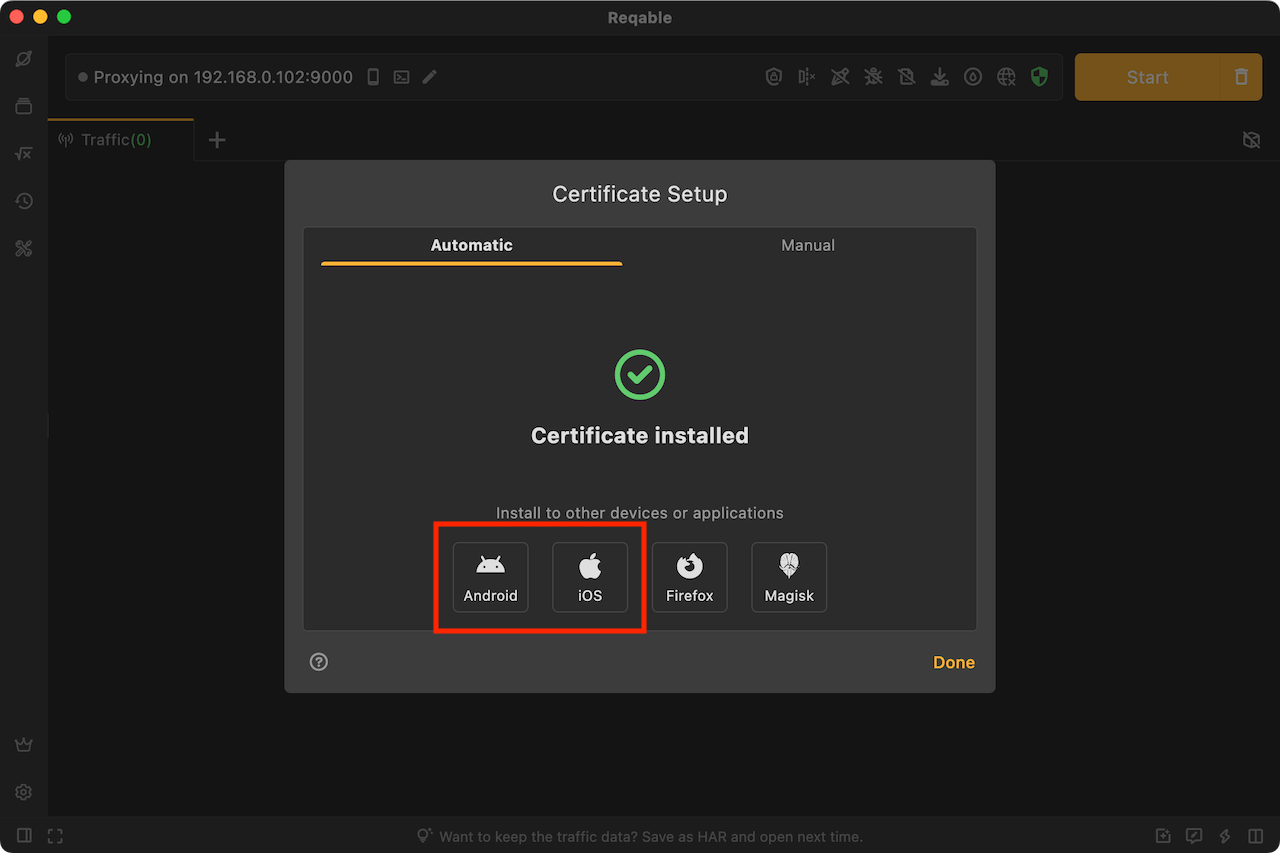 Reqable
Proxying on 192.168.0.102:9000
Start
Traffic(0)
Certificate Setup
Automatic
Manual
Certificate installed
Install to other devices or applications
Android
iOS
Firefox
Magisk
Done
Want to keep the traffic data? Save as HAR and open next time.